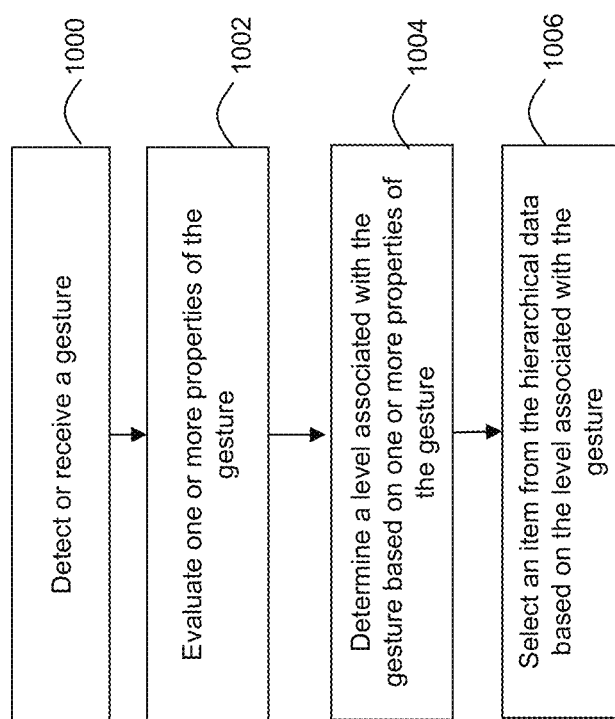 Detect or receive a gesture
1000
Evaluate one or more properties of the
gesture
1002
Determine a level associated with the
gesture based on one or more properties of
the gesture
1004
Select an item from the hierarchical data
based on the level associated with the
gesture
1006